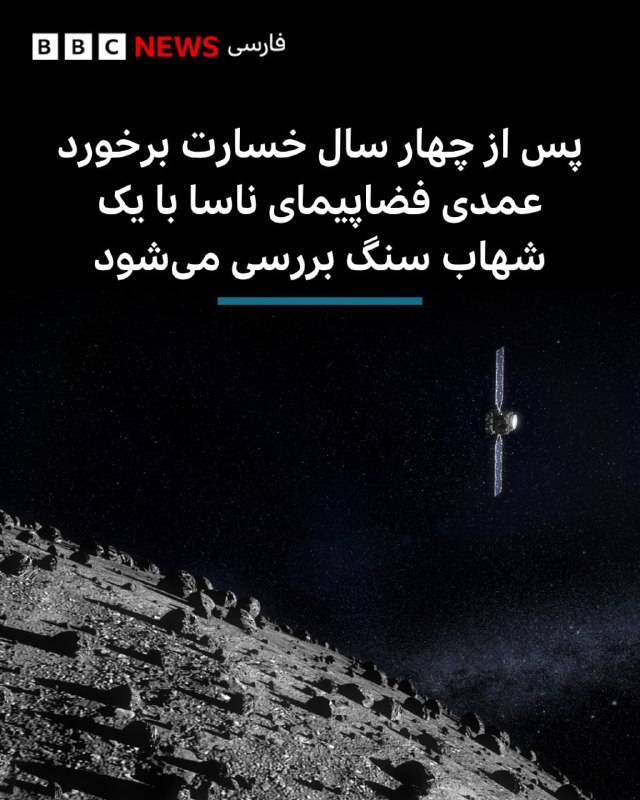 BBC NEWS فارسی
پس از چهار سال خسارت برخورد
عمدی فضاپیمای ناسا با یک
شهاب سنگ بررسی می‌شود